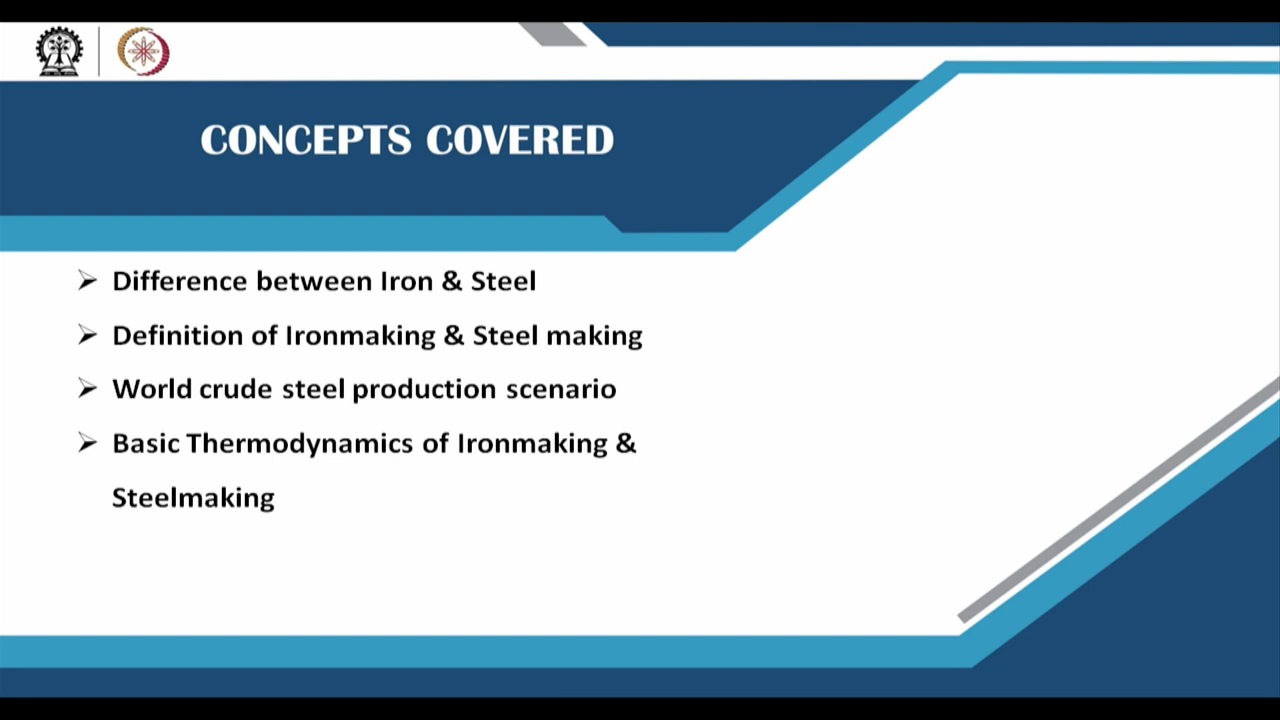 CONCEPTS COVERED
➢ Difference between Iron & Steel
➢ Definition of Ironmaking & Steel making
➢ World crude steel production scenario
➢ Basic Thermodynamics of Ironmaking &
Steelmaking